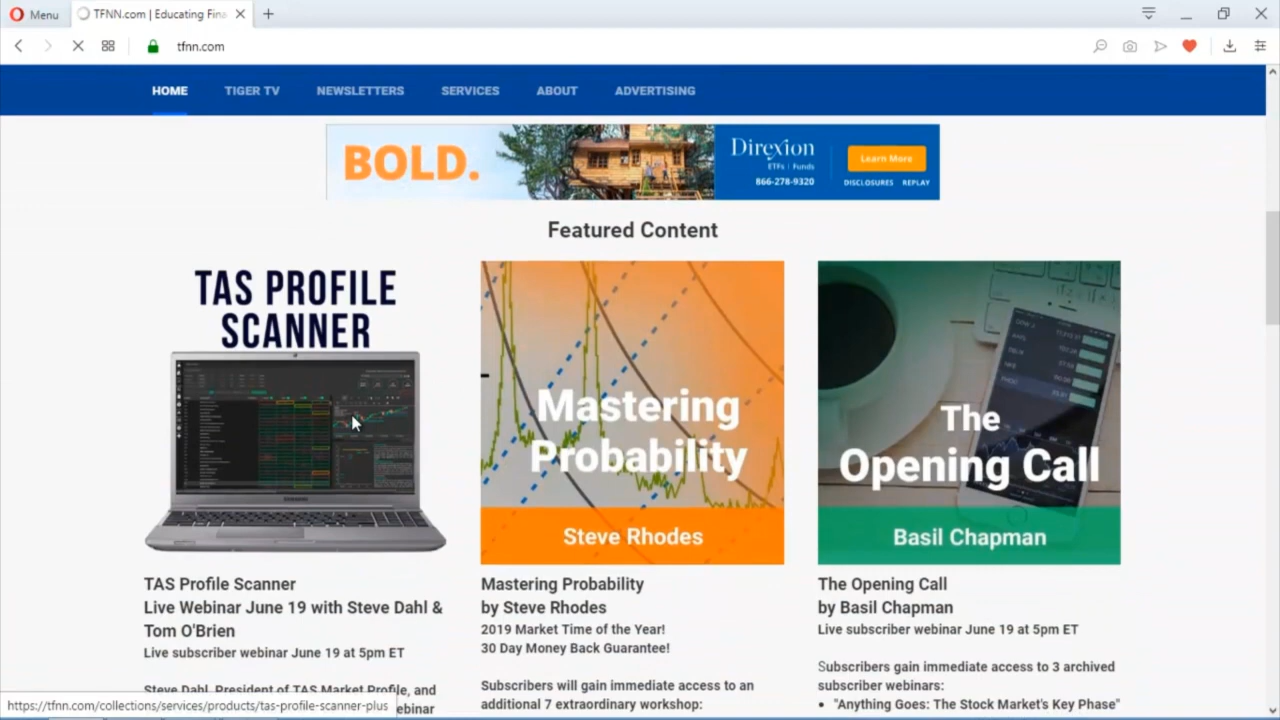 Menu
TFNN.com | Educating Fina
tfnn.com
HOME
TIGER TV
NEWSLETTERS
SERVICES
ABOUT
ADVERTISING
BOLD.
Direxion
ETFs | Funds
866-278-9320
Learn More
DISCLOSURES REPLAY
Featured Content
TAS PROFILE
SCANNER
SAMSUNG
Mastering
Probability
Steve Rhodes
The
Opening Call
Basil Chapman
TAS Profile Scanner
Live Webinar June 19 with Steve Dahl &
Tom O'Brien
Live subscriber webinar June 19 at 5pm ET
Steve Dahl, President of TAS Market Profile, and
ebinar
Mastering Probability
by Steve Rhodes
2019 Market Time of the Year!
30 Day Money Back Guarantee!
Subscribers will gain immediate access to an
additional 7 extraordinary workshop:
The Opening Call
by Basil Chapman
Live subscriber webinar June 19 at 5pm ET
Subscribers gain immediate access to 3 archived
subscriber webinars:
• "Anything Goes: The Stock Market's Key Phase"
https://tfnn.com/collections/services/products/tas-profile-scanner-plus